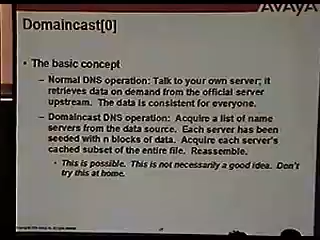 AVAYA
Domaincast[0]
• The basic concept
– Normal DNS operation: Talk to your own server; it
retrieves data on demand from the official server
upstream. The data is consistent for everyone.
– Domaincast DNS operation: Acquire a list of name
servers from the data source. Each server has been
seeded with n blocks of data. Acquire each server's
cached subset of the entire file. Reassemble.
• This is possible. This is not necessarily a good idea. Don't
try this at home.